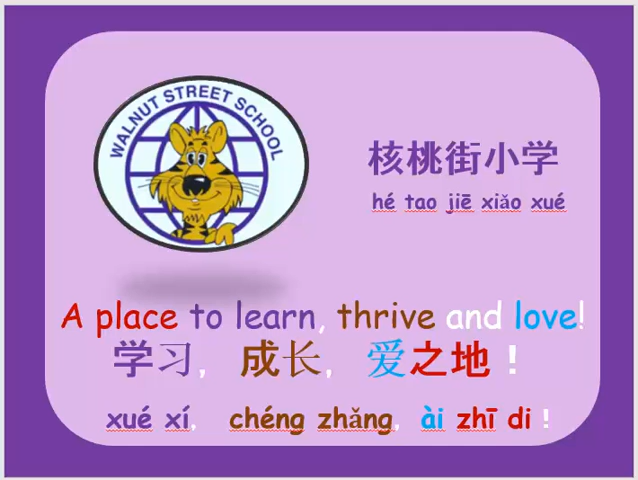 WALNUT STREET SCHOOL
核桃街小学
hé tao jiē xiǎo xué
A place to learn, thrive and love!
学习， 成长， 爱之地！
xué xí， chéng zhǎng， ài zhī di！